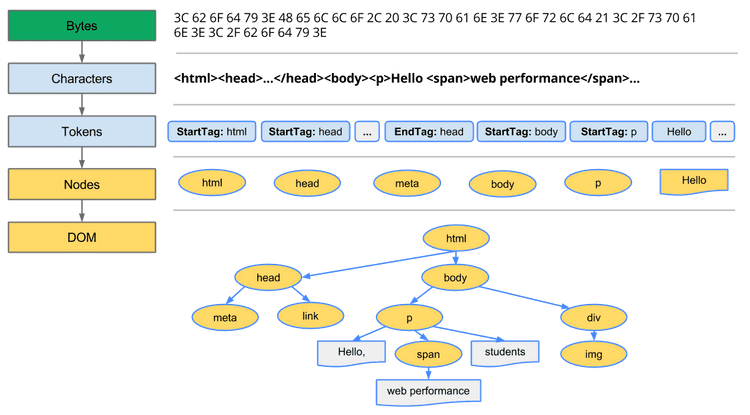 Bytes
3C 62 6F 64 79 3E 48 65 6C 6C 6F 2C 20 3C 73 70 61 6E 3E 77 6F 72 6C 64 21 3C 2F 73 70 61
6E 3E 3C 2F 62 6F 64 79 3E
Characters
<html><head>...</head><body><p>Hello <span>web performance</span>...
Tokens
StartTag: html
StartTag: head
...
EndTag: head
StartTag: body
StartTag: p
Hello
...
Nodes
html
head
meta
body
p
Hello
DOM
html
head
body
meta
link
p
div
Hello,
span
students
img
web performance